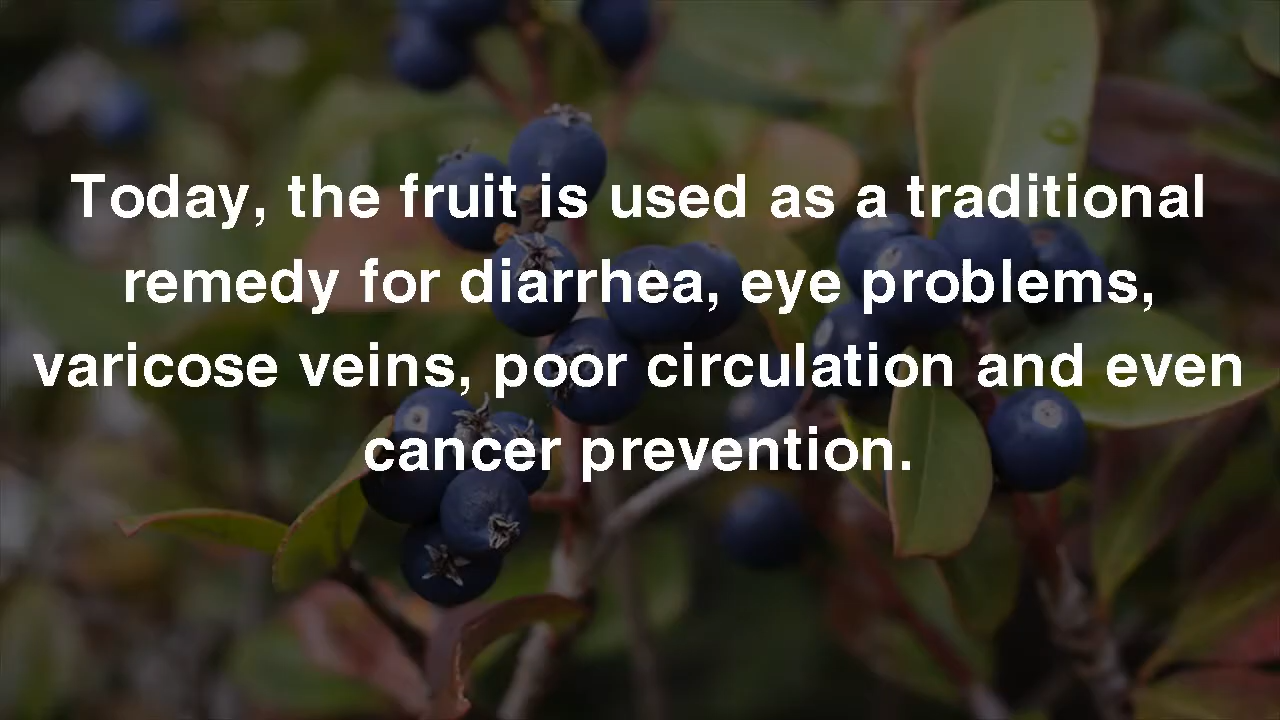 Today, the fruit is used as a traditional
remedy for diarrhea, eye problems,
varicose veins, poor circulation and even
cancer prevention.